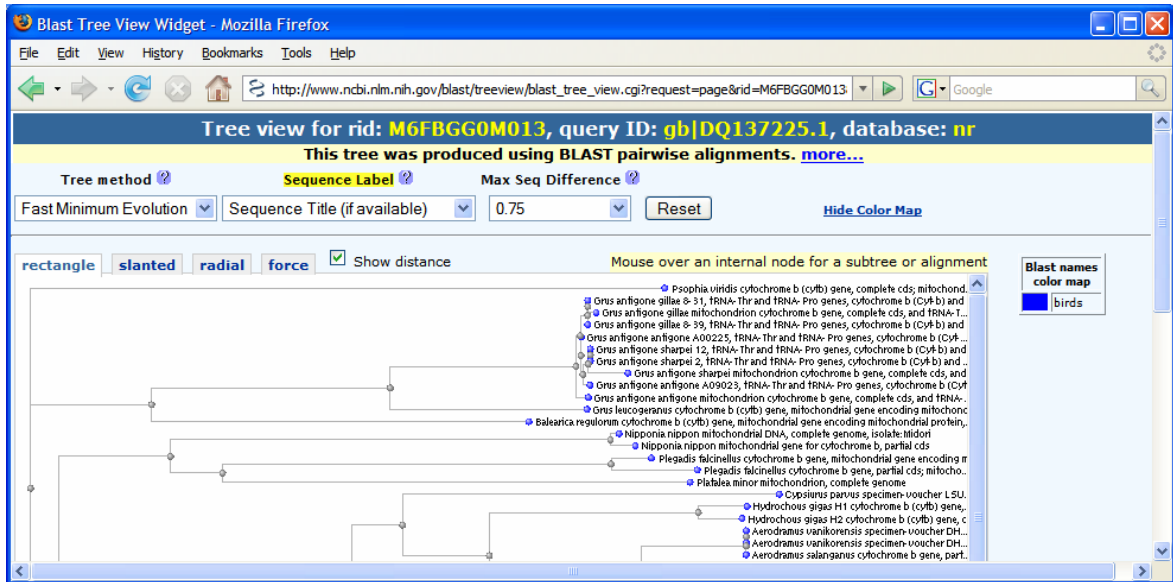 Blast Tree View Widget - Mozilla Firefox
File Edit View History Bookmarks Tools Help
http://www.ncbi.nlm.nih.gov/blast/treeview/blast_tree_view.cgi?request=page&rid=M6FBGG0M013 G Google
Tree view for rid: M6FBGG0M013, query ID: gb|DQ137225.1, database: nr
This tree was produced using BLAST pairwise alignments. more...
Tree method ? Sequence Label ? Max Seq Difference ?
Fast Minimum Evolution Sequence Title (if available) 0.75 Reset Hide Color Map
rectangle slanted radial force Show distance Mouse over an internal node for a subtree or alignment
Blast names
color map
birds
Psophia viridis cytochrome b (cytb) gene, complete cds; mitochond.
Grus antigone gillae 8- 31, tRNA- Thr and tRNA- Pro genes, cytochrome b (Cyt- b) and
Grus antigone gillae mitochondrion cytochrome b gene, complete cds, and tRNA- T...
Grus antigone gillae 8- 39, tRNA- Thr and tRNA- Pro genes, cytochrome b (Cyt- b) and
Grus antigone antigone A00225, tRNA- Thr and tRNA- Pro genes, cytochrome b (Cyt- ..
Grus antigone sharpei 12, tRNA- Thr and tRNA- Pro genes, cytochrome b (Cyt- b) and
Grus antigone sharpei 2, tRNA- Thr and tRNA- Pro genes, cytochrome b (Cyt- b) and ..
Grus antigone sharpei mitochondrion cytochrome b gene, complete cds, and
Grus antigone antigone A09023, tRNA- Thr and tRNA- Pro genes, cytochrome b (Cyt
Grus antigone antigone mitochondrion cytochrome b gene, complete cds, and tRNA- .
Grus leucogeranus cytochrome b (cytb) gene, mitochondrial gene encoding mitochonc
Balearica regulorum cytochrome b (cytb) gene, mitochondrial gene encoding mitochondrial protein,.
Nipponia nippon mitochondrial DNA, complete genome, isolate: Midori
Nipponia nippon mitochondrial gene for cytochrome b, partial cds
Plegadis falcinellus cytochrome b gene, mitochondrial gene encoding m
Plegadis falcinellus cytochrome b gene, partial cds; mitocho..
Platalea minor mitochondrion, complete genome
Cypsiurus parvus specimen- voucher LSU.
Hydrochous gigas H1 cytochrome b (cytb) gene,.
Hydrochous gigas H2 cytochrome b (cytb) gene, c
Aerodramus vanikorensis specimen- voucher DH...
Aerodramus vanikorensis specimen- voucher DH...
Aerodramus salanganus cytochrome b gene, part..